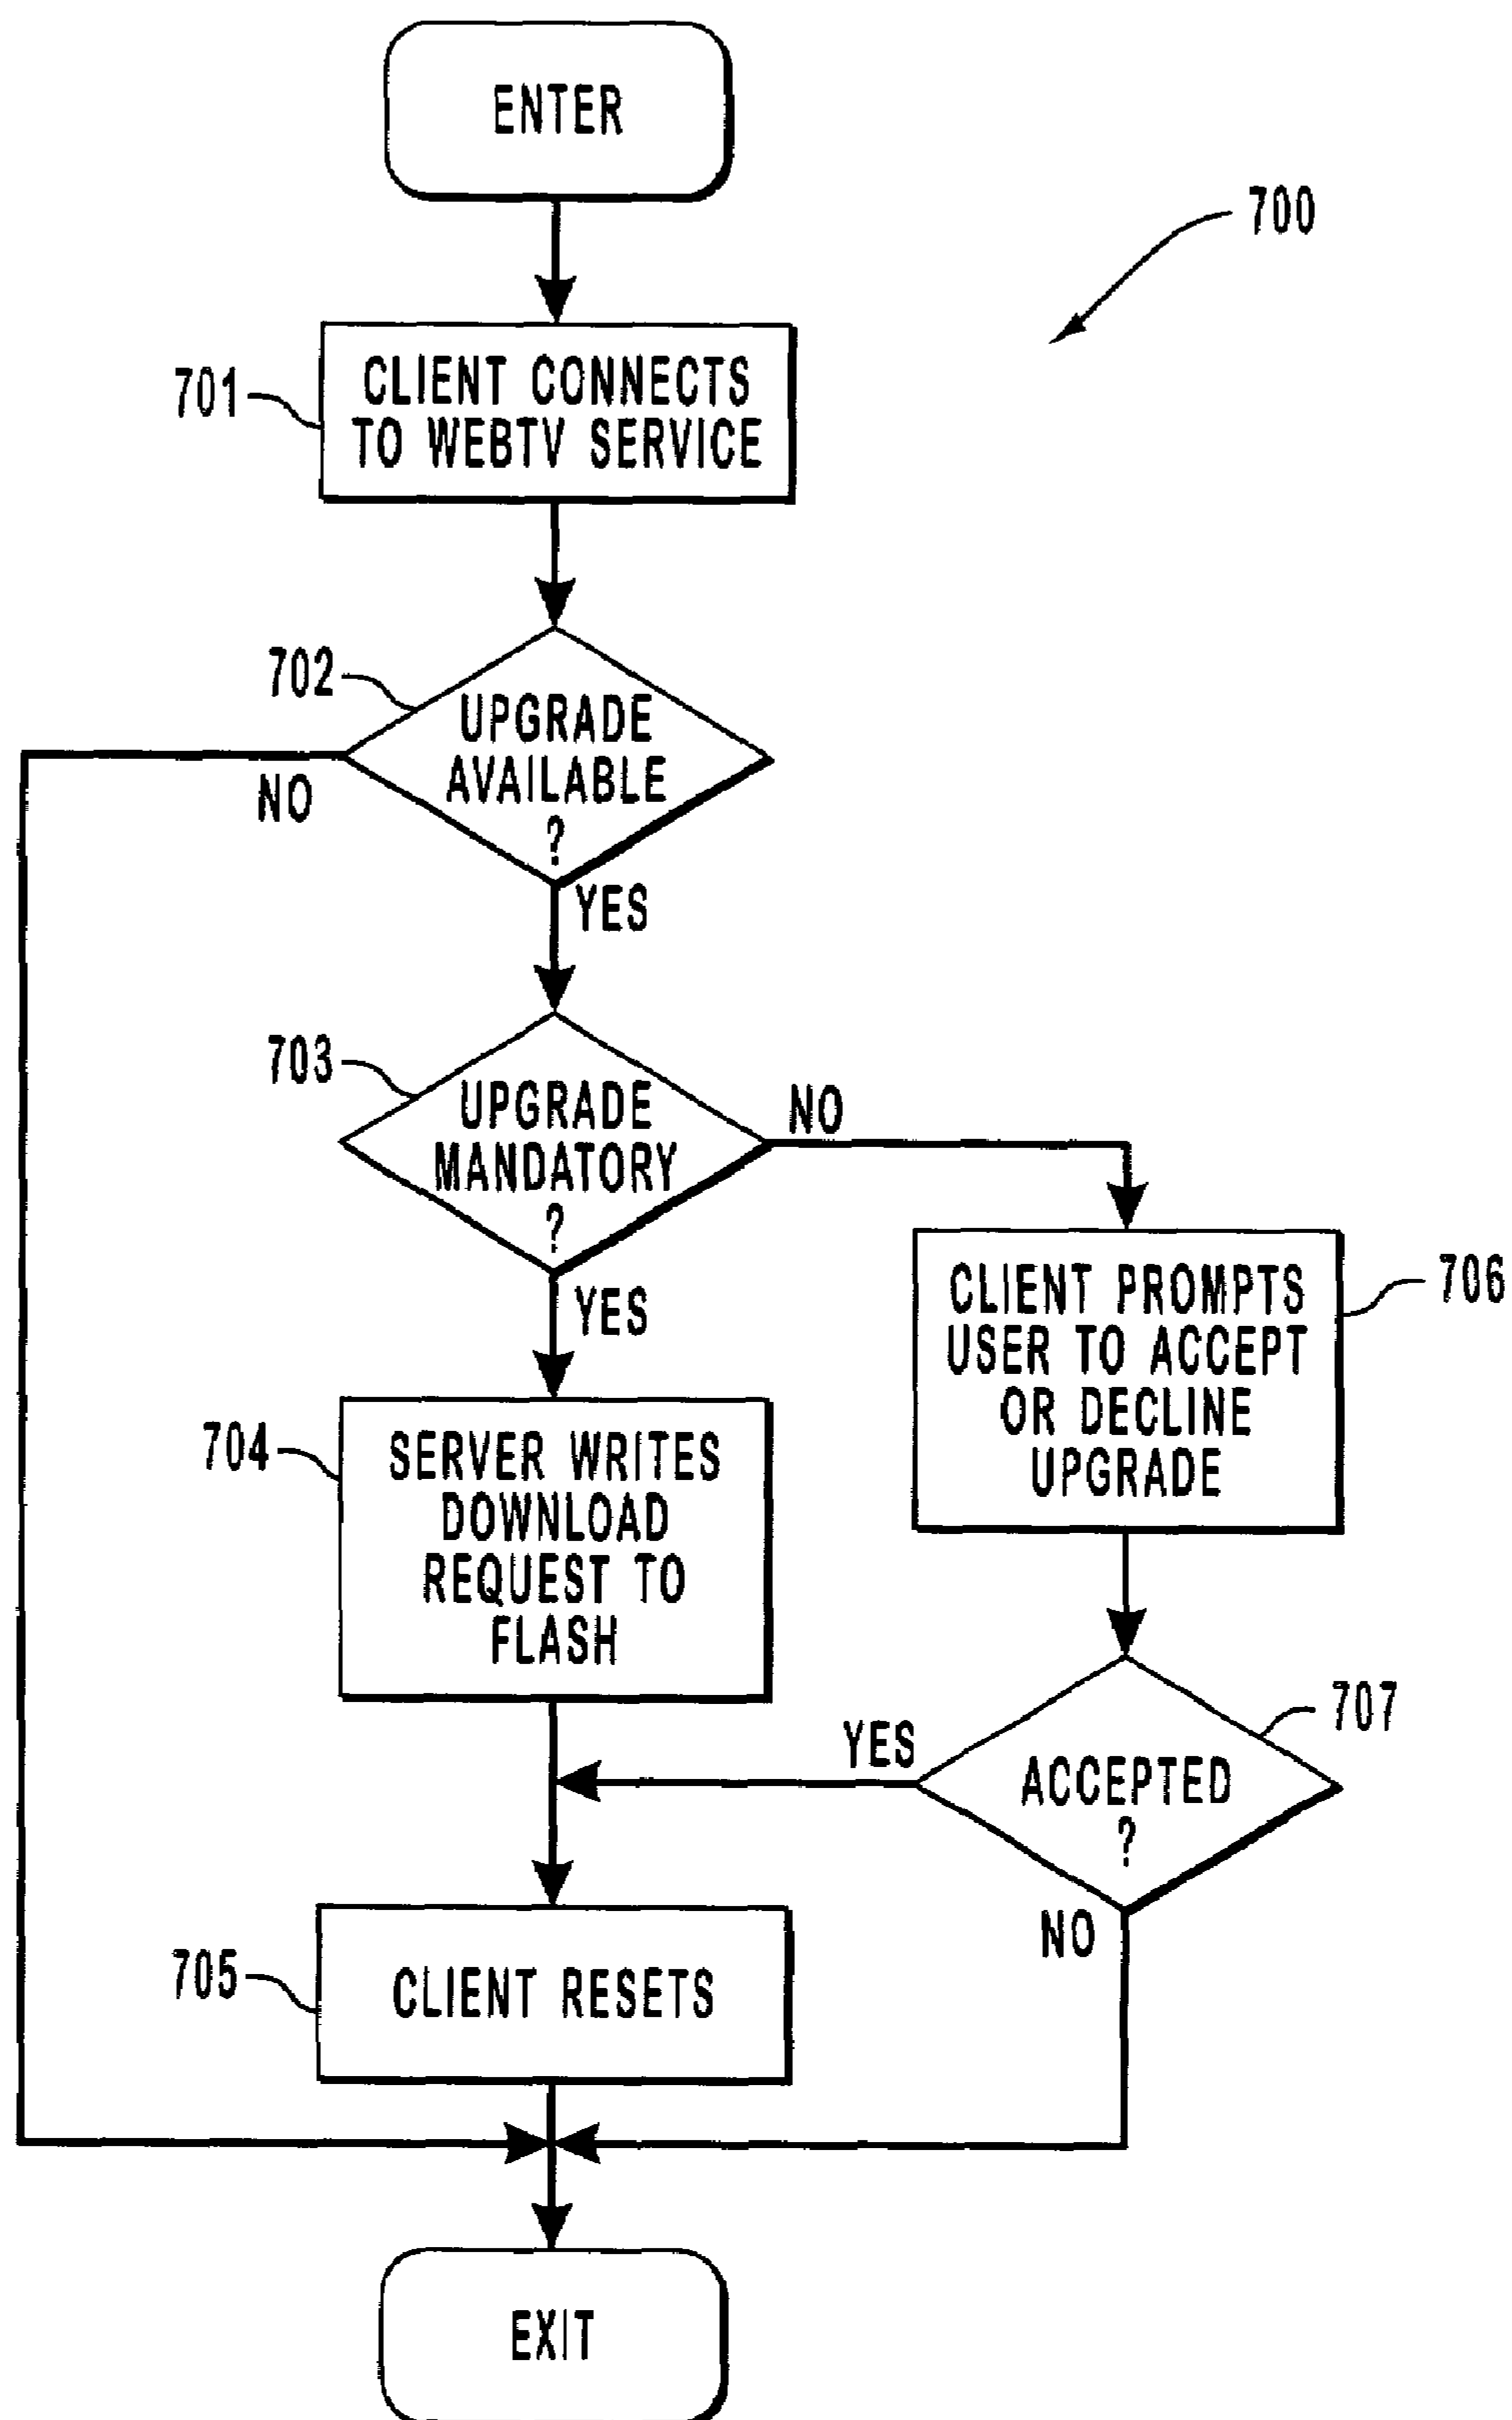 ENTER
700
701
CLIENT CONNECTS
TO WEBTV SERVICE
702
UPGRADE
AVAILABLE
?
NO
YES
703
UPGRADE
MANDATORY
?
NO
YES
706
CLIENT PROMPTS
USER TO ACCEPT
OR DECLINE
UPGRADE
704
SERVER WRITES
DOWNLOAD
REQUEST TO
FLASH
707
YES
ACCEPTED
?
NO
705
CLIENT RESETS
EXIT